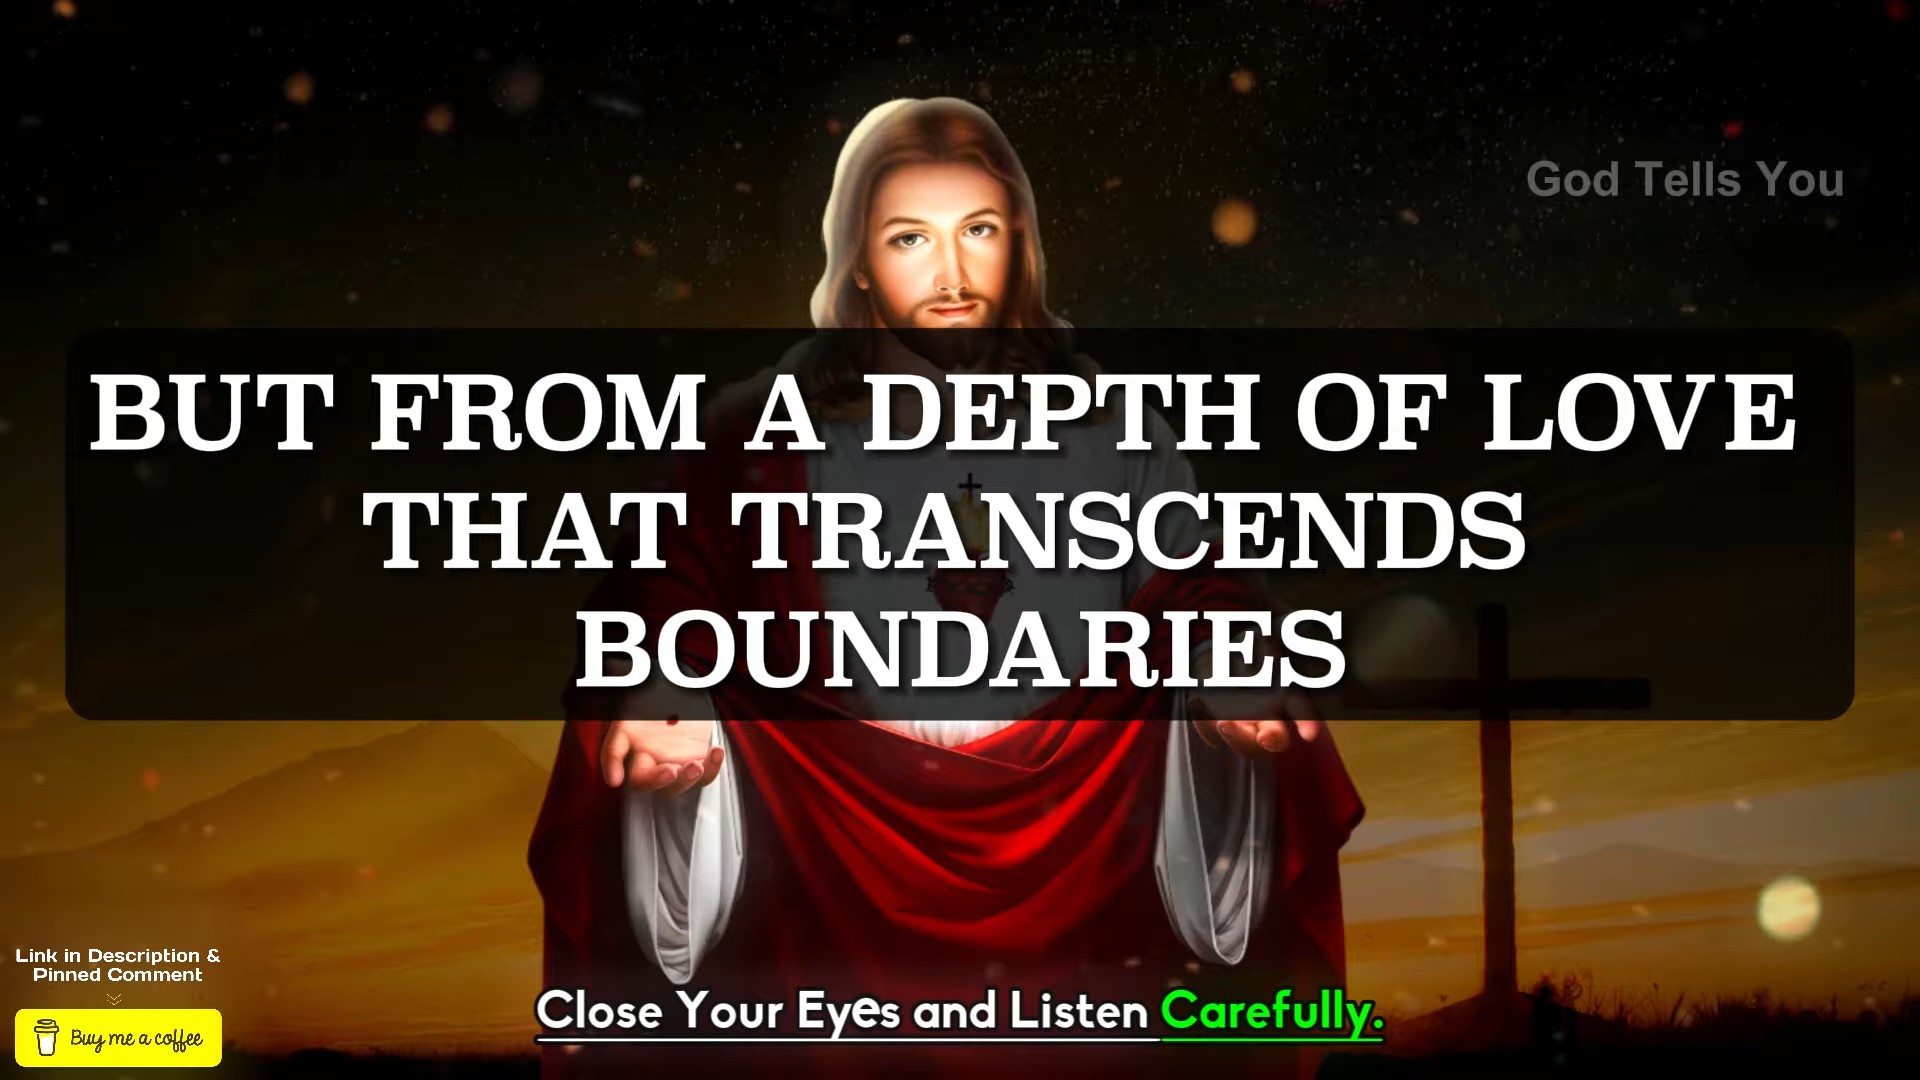 God Tells You
BUT FROM A DEPTH OF LOVE
THAT TRANSCENDS
BOUNDARIES
Link in Description &
Pinned Comment
Buy me a coffee
Close Your Eyes and Listen Carefully.